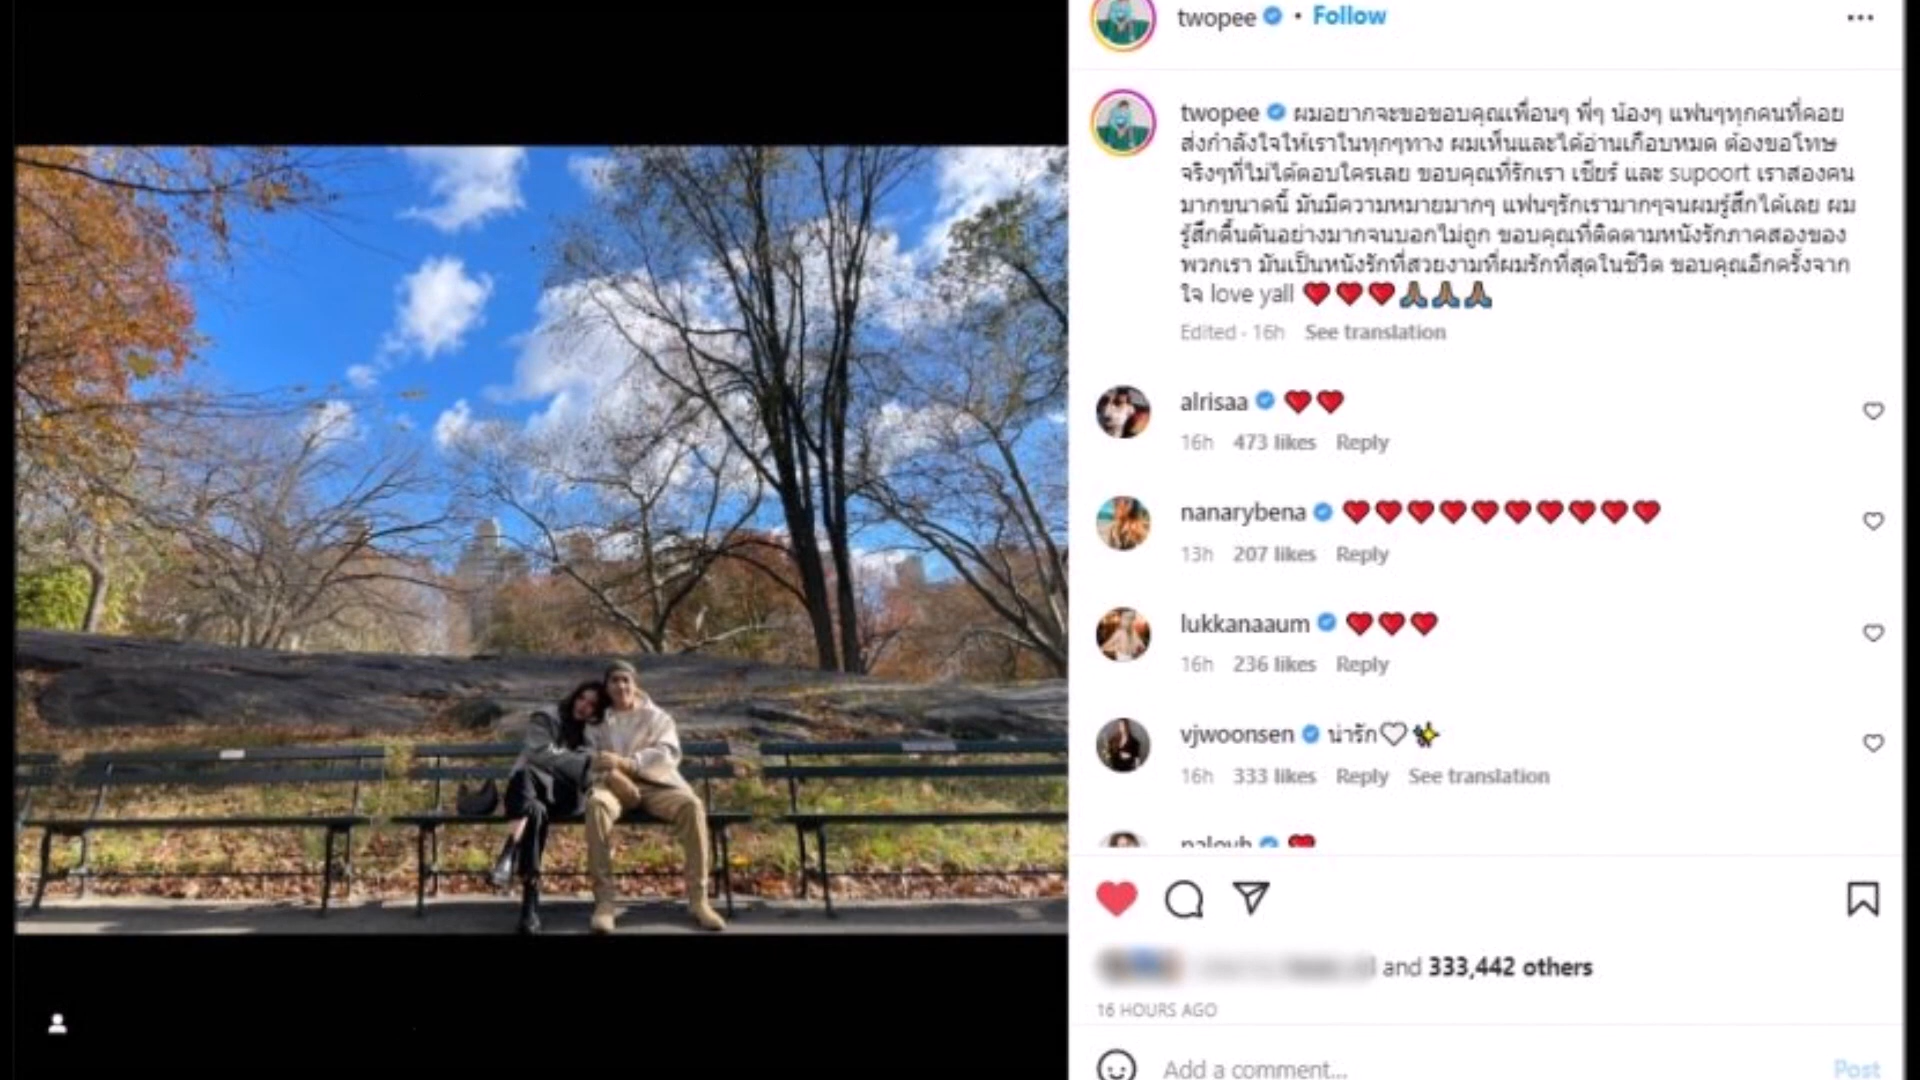 twopee • Follow
twopee ผมอยากจะขอขอบคุณเพื่อนๆ พี่ๆ น้องๆ แฟนๆทุกคนที่คอย
ส่งกำลังใจให้เราในทุกๆทาง ผมเห็นและได้อ่านเกือบหมด ต้องขอโทษ
จริงๆที่ไม่ได้ตอบใครเลย ขอบคุณที่รักเรา เชียร์ และ supoort เราสองคน
มากขนาดนี้ มันมีความหมายมากๆ แฟนๆรักเรามากๆจนผมรู้สึกได้เลย ผม
รู้สึกตื้นตันอย่างมากจนบอกไม่ถูก ขอบคุณที่ติดตามหนังรักภาคสองของ
พวกเรา มันเป็นหนังรักที่สวยงามที่ผมรักที่สุดในชีวิต ขอบคุณอีกครั้งจาก
ใจ love yall ❤️❤️❤️🙏🏽🙏🏽🙏🏽
Edited · 16h See translation
alrisaa ❤️❤️
16h 473 likes Reply
nanarybena ❤️❤️❤️❤️❤️❤️❤️❤️❤️❤️
13h 207 likes Reply
lukkanaaum ❤️❤️❤️
16h 236 likes Reply
vjwoonsen น่ารัก🤍✨
16h 333 likes Reply See translation
and 333,442 others
16 HOURS AGO
Add a comment... Post